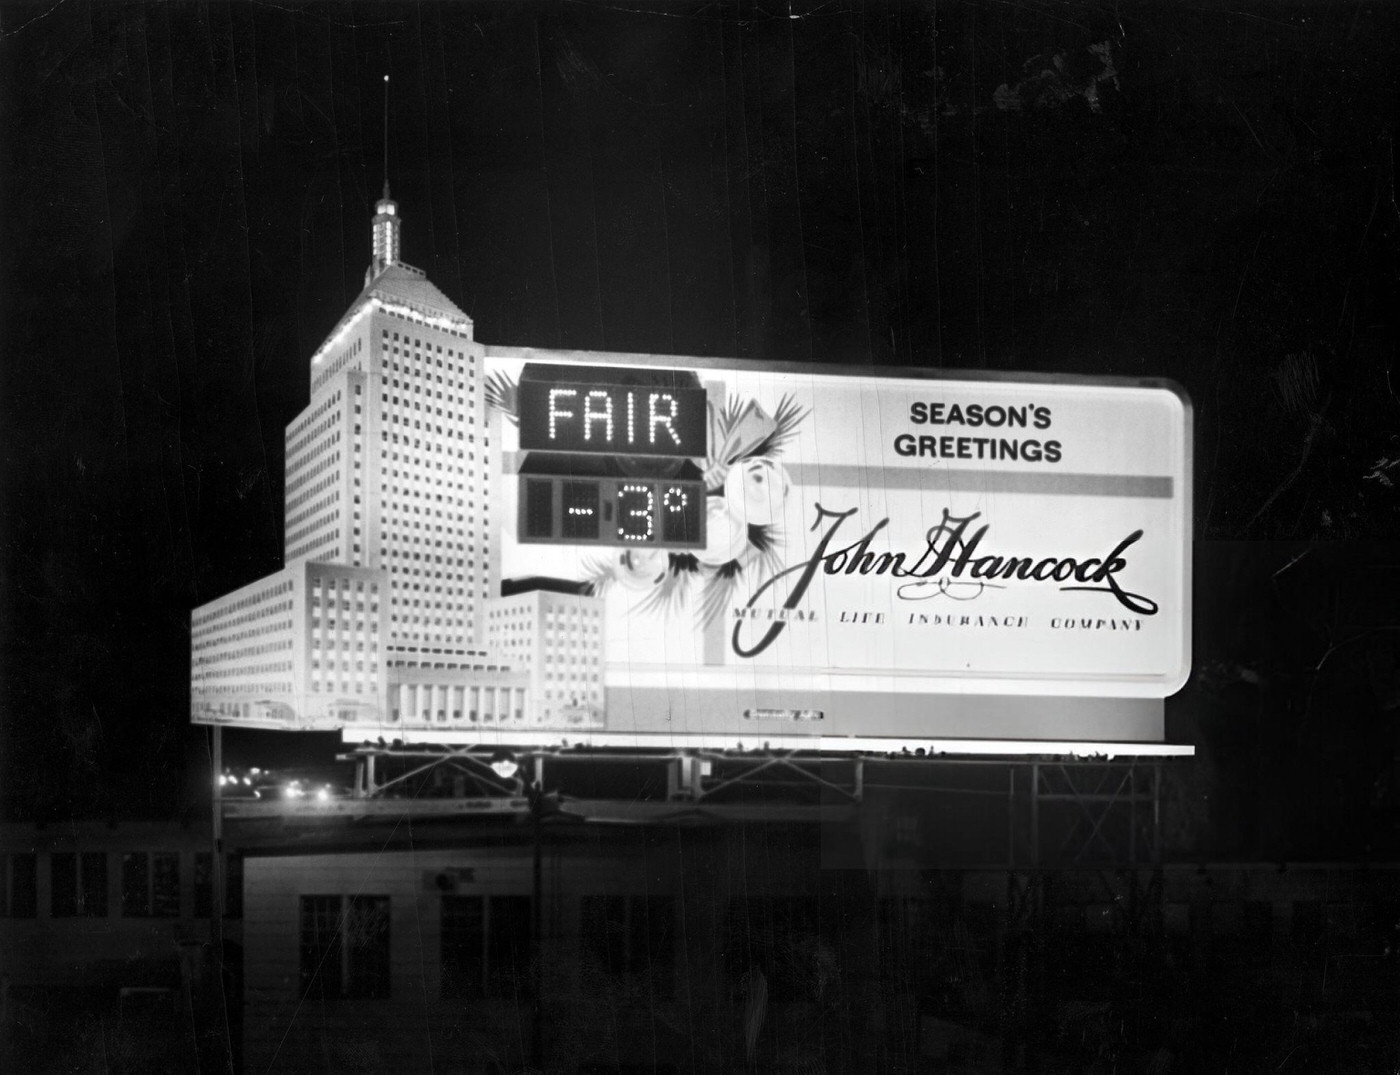 FAIR
-3°
SEASON'S
GREETINGS
John Hancock
MUTUAL LIFE INSURANCE COMPANY